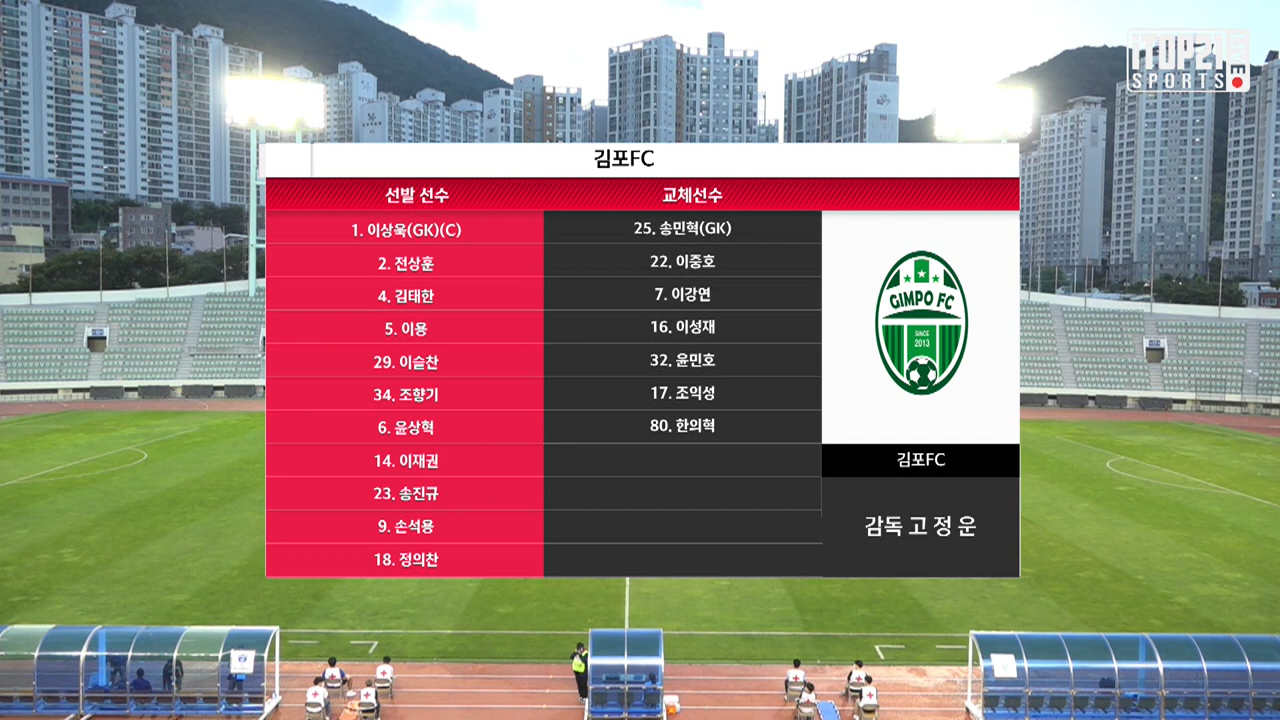 iTOP21
SPORTS
김포FC
선발 선수
교체선수
1. 이상욱(GK)(C)
2. 전상훈
4. 김태한
5. 이용
29. 이슬찬
34. 조향기
6. 윤상혁
14. 이재권
23. 송진규
9. 손석용
18. 정의찬
25. 송민혁(GK)
22. 이중호
7. 이강연
16. 이성재
32. 윤민호
17. 조익성
80. 한의혁
GIMPO FC
SINCE
2013
김포FC
감독 고 정 운